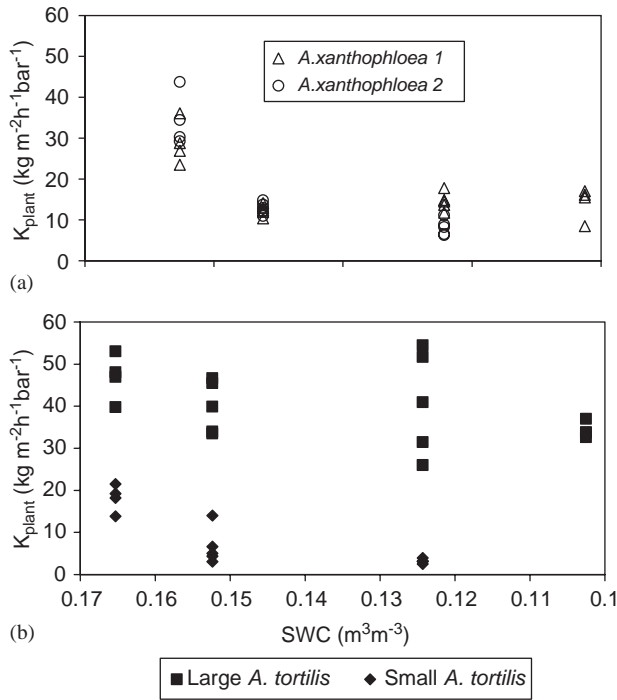 60
50
40
30
20
10
0
K_plant (kg m⁻²h⁻¹bar⁻¹)
A.xanthophloea 1
A.xanthophloea 2
(a)
60
50
40
30
20
10
0
K_plant (kg m⁻²h⁻¹bar⁻¹)
0.17 0.16 0.15 0.14 0.13 0.12 0.11 0.1
(b)
SWC (m³m⁻³)
Large A. tortilis Small A. tortilis